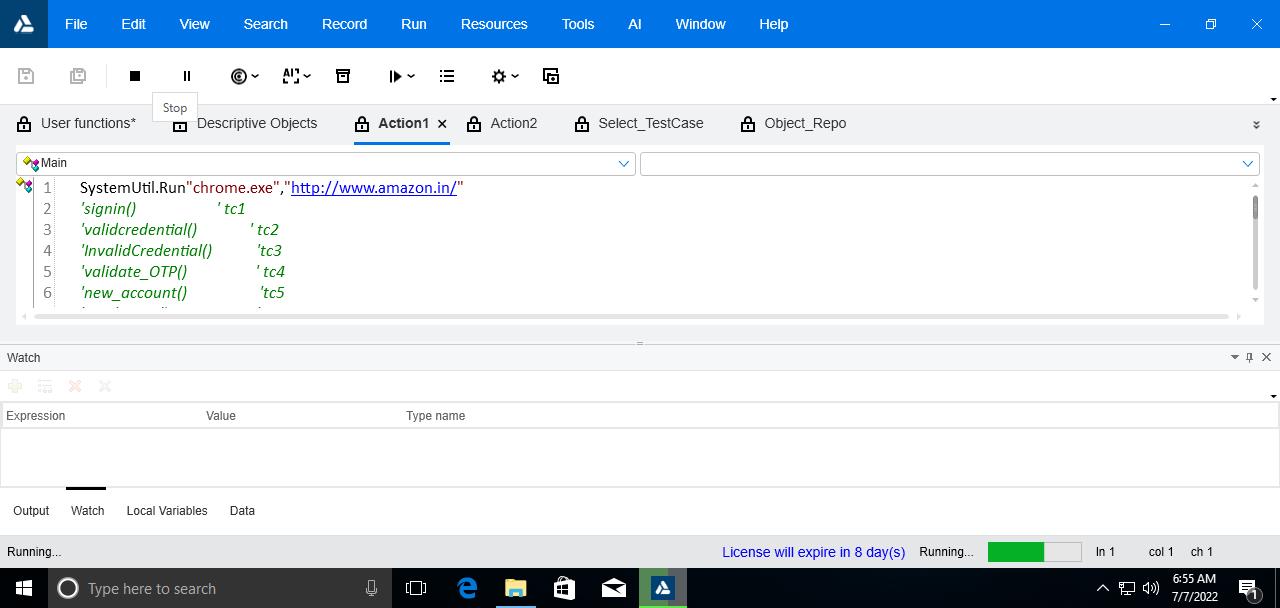 File Edit View Search Record Run Resources Tools AI Window Help
AI
Stop
User functions* Descriptive Objects Action1 Action2 Select_TestCase Object_Repo
Main
1 SystemUtil.Run"chrome.exe","http://www.amazon.in/"
2 'signin() ' tc1
3 'validcredential() ' tc2
4 'InvalidCredential() 'tc3
5 'validate_OTP() ' tc4
6 'new_account() 'tc5
Watch
Expression Value Type name
Output Watch Local Variables Data
Running... License will expire in 8 day(s) Running... ln 1 col 1 ch 1
Type here to search
6:55 AM
7/7/2022
1